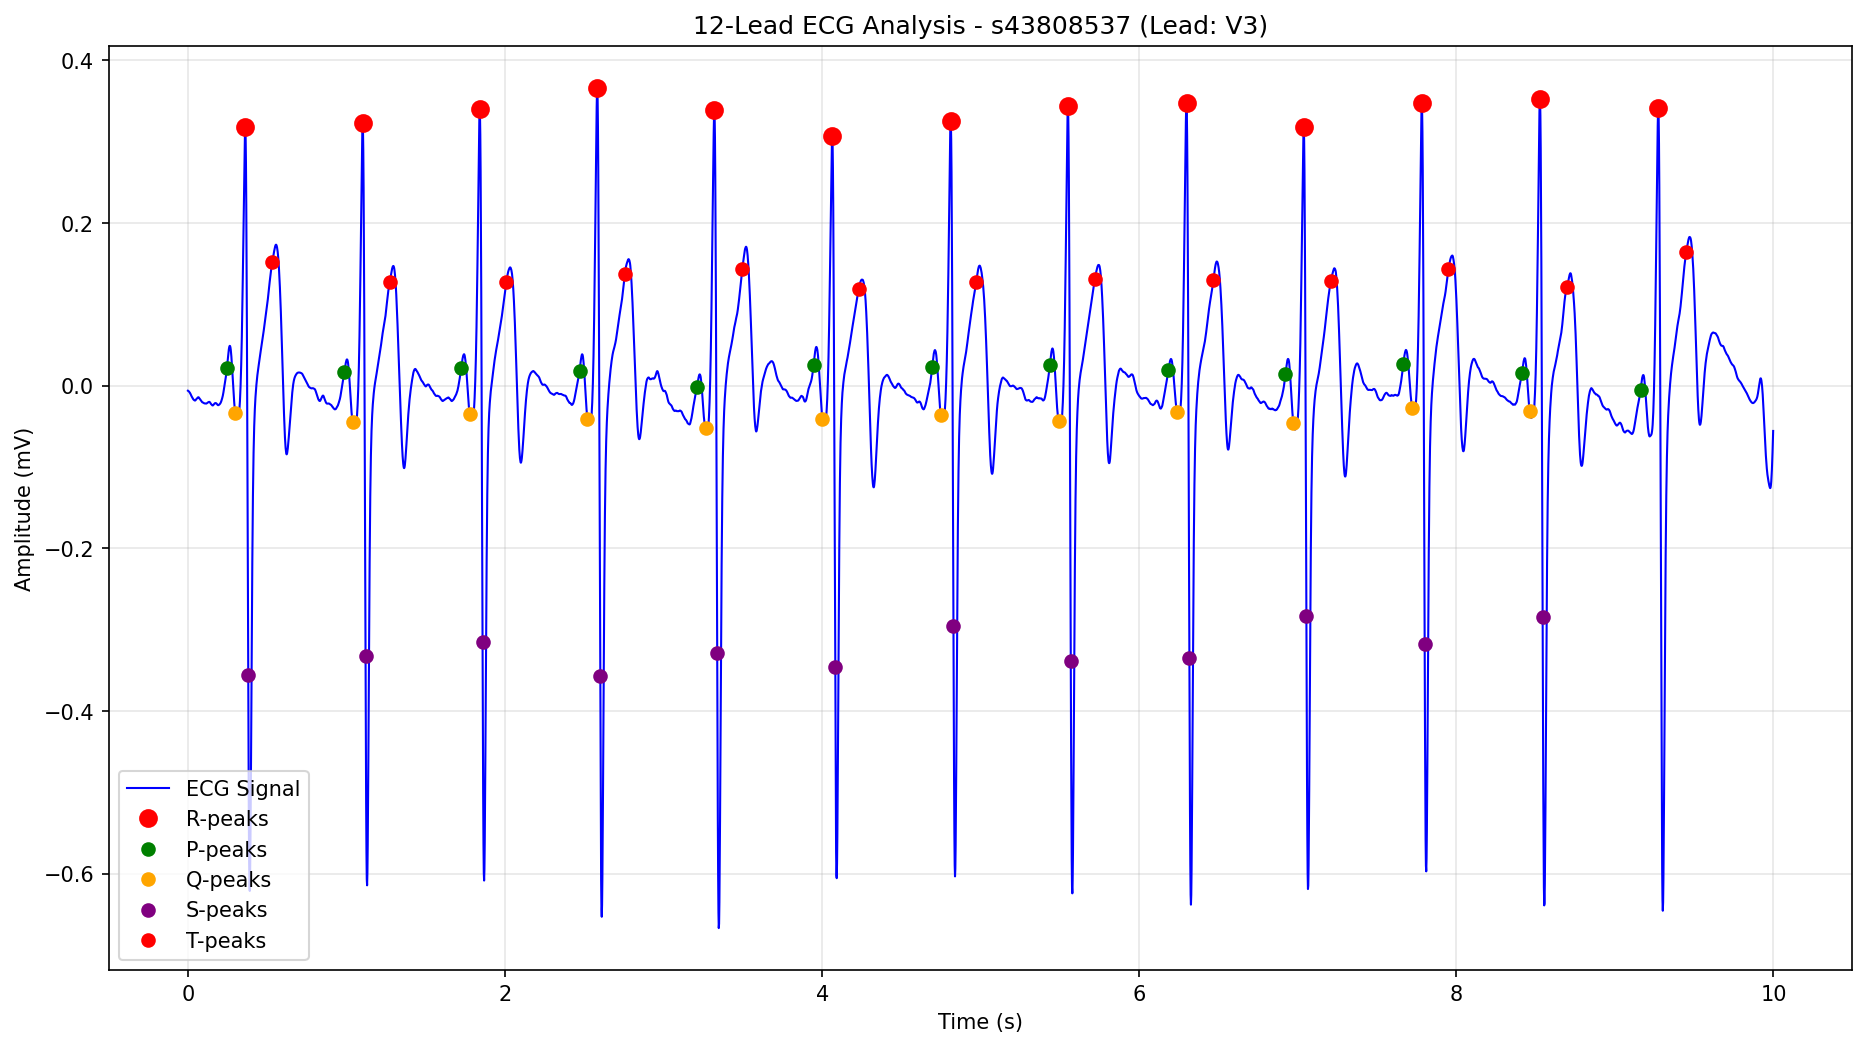 12-Lead ECG Analysis - s43808537 (Lead: V3)
Amplitude (mV)
0.4
0.2
0.0
−0.2
−0.4
−0.6
ECG Signal
R-peaks
P-peaks
Q-peaks
S-peaks
T-peaks
0 2 4 6 8 10
Time (s)